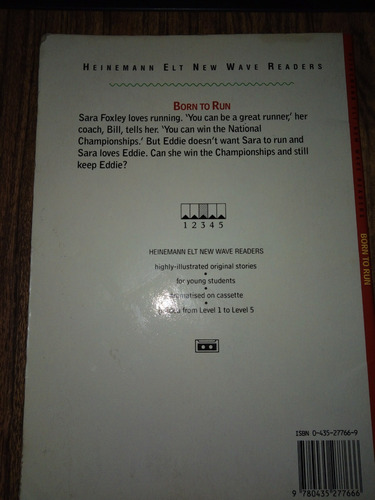 HEINEMANN ELT NEW WAVE READERS
BORN TO RUN
Sara Foxley loves running. 'You can be a great runner,' her
coach, Bill, tells her. 'You can win the National
Championships.' But Eddie doesn't want Sara to run and
Sara loves Eddie. Can she win the Championships and still
keep Eddie?
1 2 3 4 5
HEINEMANN ELT NEW WAVE READERS
highly-illustrated original stories
•
for young students
•
dramatised on cassette
•
from Level 1 to Level 5
BORN TO RUN
ISBN 0-435-27766-9
9 780435 277666